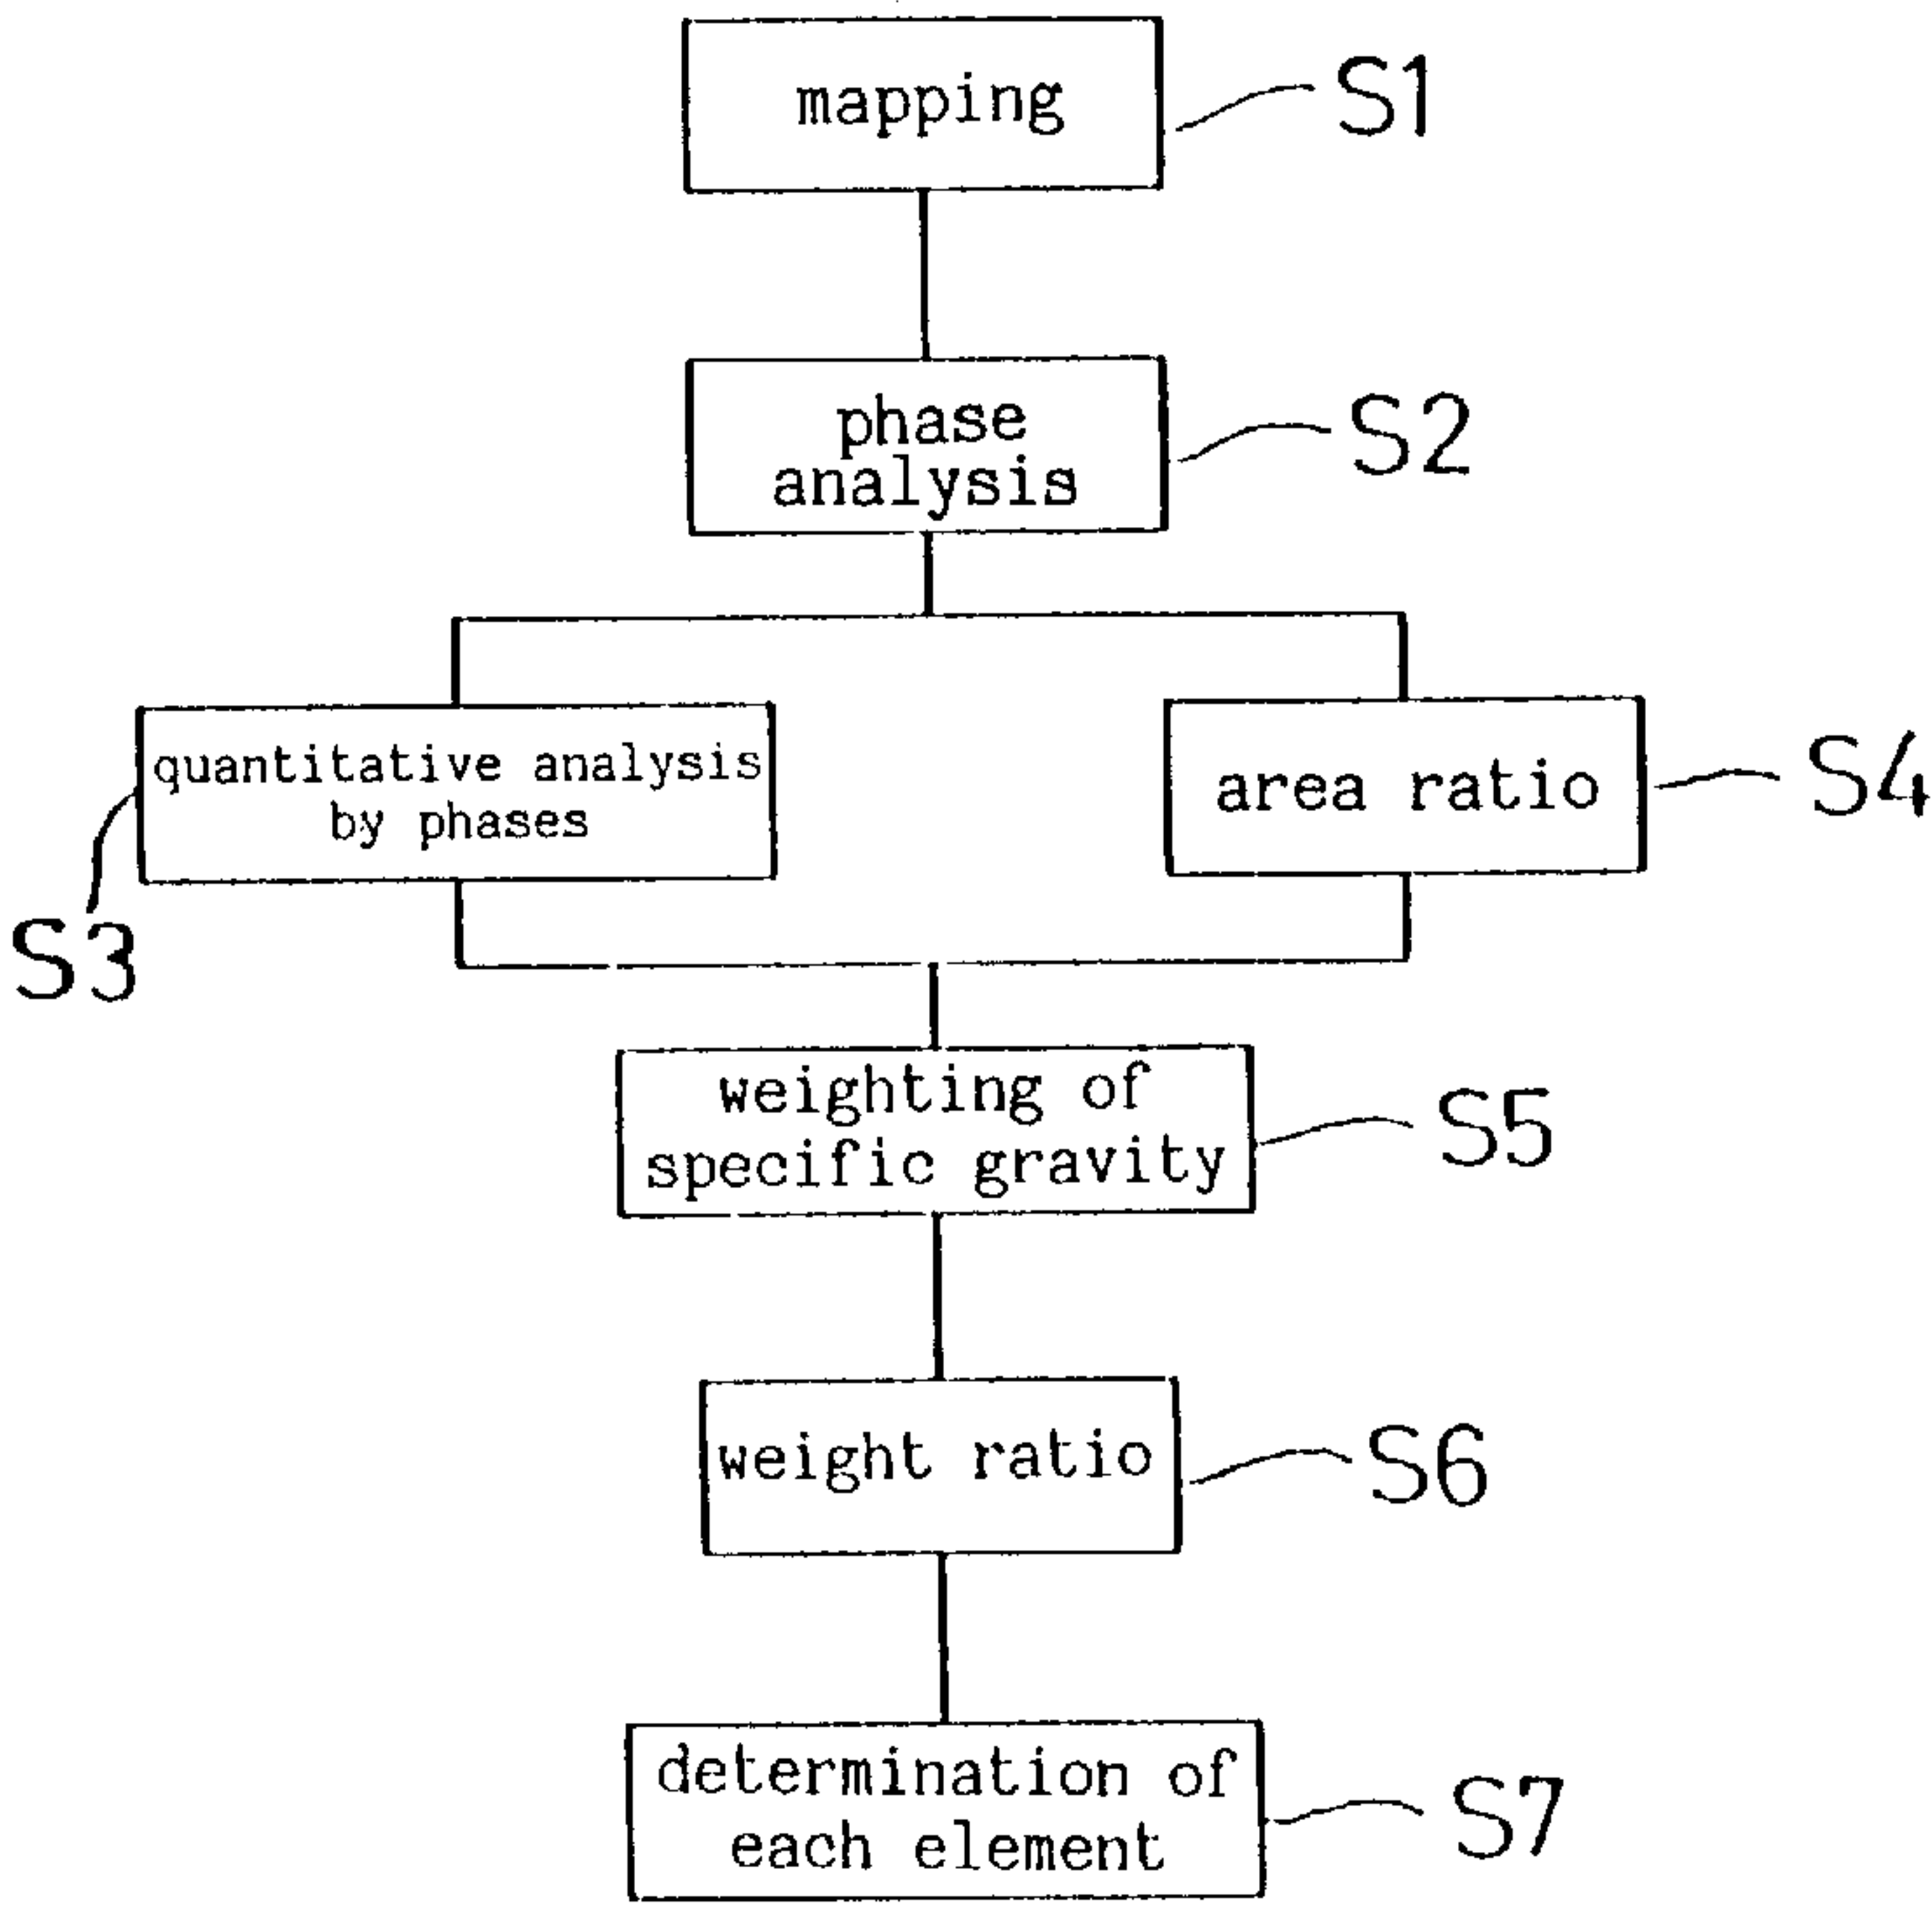 mapping
S1
phase
analysis
S2
quantitative analysis
by phases
S3
area ratio
S4
weighting of
specific gravity
S5
weight ratio
S6
determination of
each element
S7